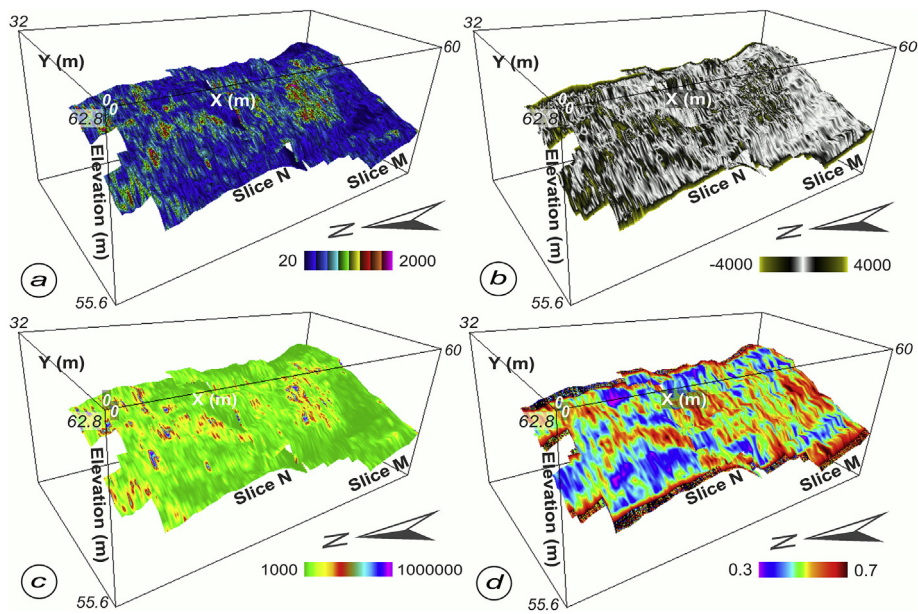 32
Y (m)
60
0
0
X (m)
62.8
Elevation (m)
Slice N
Slice M
N
20
2000
a
55.6
32
Y (m)
60
0
0
X (m)
62.8
Elevation (m)
Slice N
Slice M
N
-4000
4000
b
55.6
32
Y (m)
60
0
0
X (m)
62.8
Elevation (m)
Slice N
Slice M
N
1000
1000000
c
55.6
32
Y (m)
60
0
0
X (m)
62.8
Elevation (m)
Slice N
Slice M
N
0.3
0.7
d
55.6